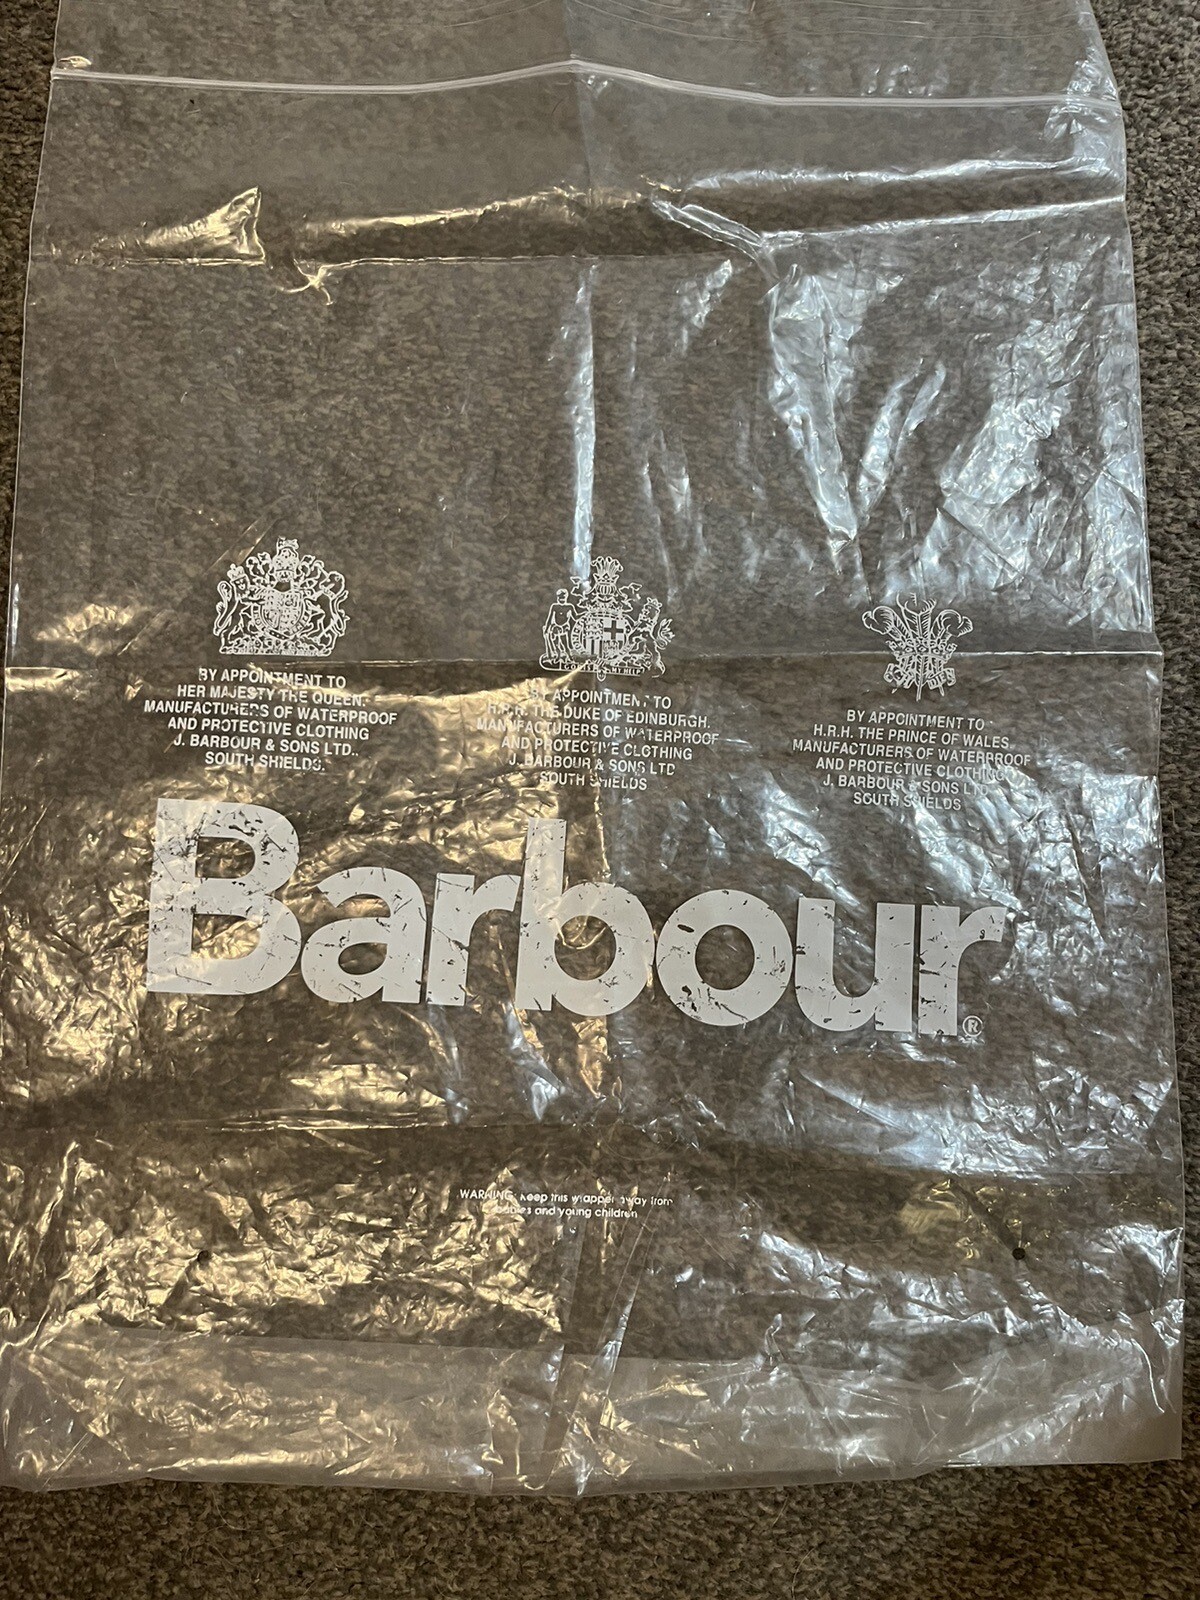 BY APPOINTMENT TO
HER MAJESTY THE QUEEN.
MANUFACTURERS OF WATERPROOF
AND PROTECTIVE CLOTHING
J. BARBOUR & SONS LTD..
SOUTH SHIELDS.
BY APPOINTMENT TO
H.R.H. THE DUKE OF EDINBURGH.
MANUFACTURERS OF WATERPROOF
AND PROTECTIVE CLOTHING
J. BARBOUR & SONS LTD
SOUTH SHIELDS
BY APPOINTMENT TO
H.R.H. THE PRINCE OF WALES
MANUFACTURERS OF WATERPROOF
AND PROTECTIVE CLOTHING
J. BARBOUR & SONS LTD
SOUTH SHIELDS
Barbour®
WARNING: Keep this wrapper away from
babies and young children